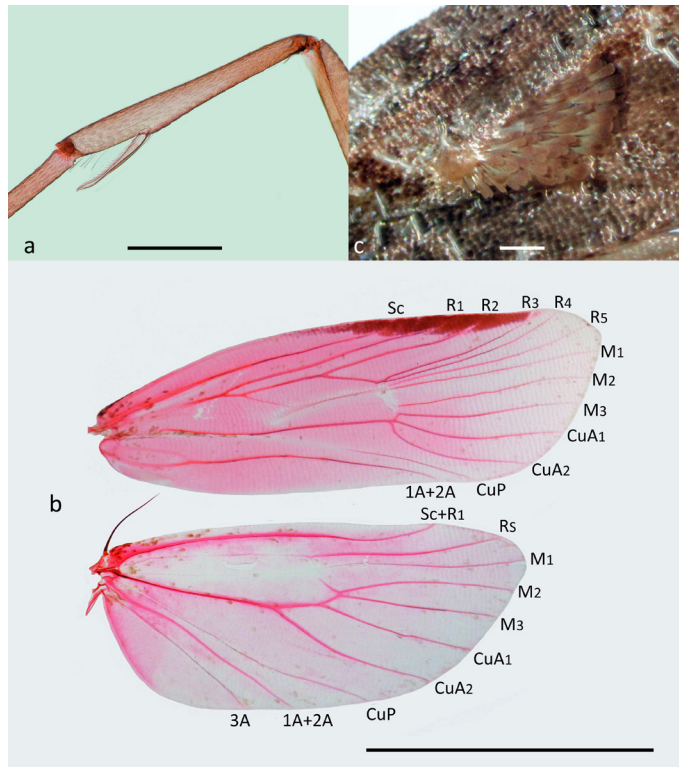 a
c
Sc R1 R2 R3 R4
R5
M1
M2
M3
CuA1
CuA2
CuP
1A+2A
b
Sc+R1
Rs
M1
M2
M3
CuA1
CuA2
CuP
1A+2A
3A